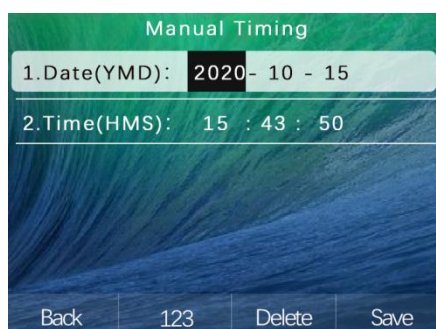 Manual Timing
1.Date(YMD): 2020- 10 - 15
2.Time(HMS): 15 : 43 : 50
Back 123 Delete Save